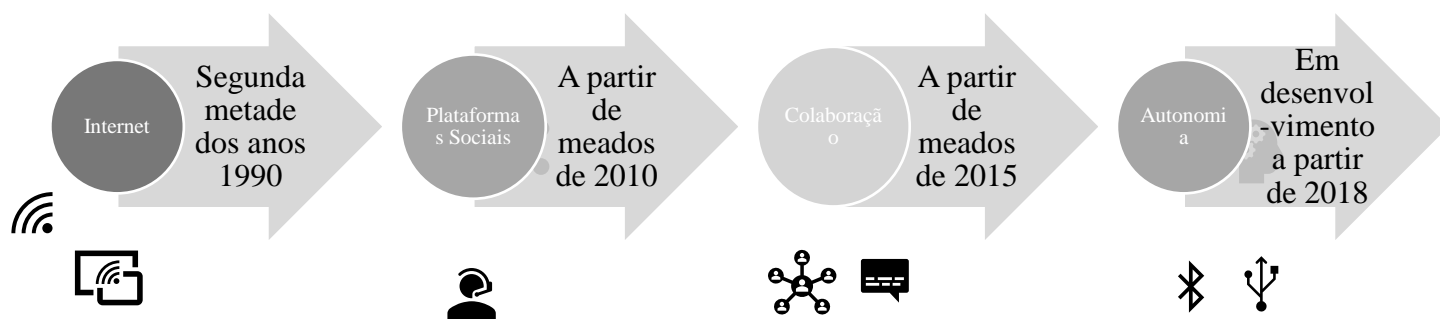 Internet
Segunda
metade
dos anos
1990
Plataforma
s Sociais
A partir
de
meados
de 2010
Colaboraçã
o
A partir
de
meados
de 2015
Autonomi
a
Em
desenvol
-vimento
a partir
de 2018